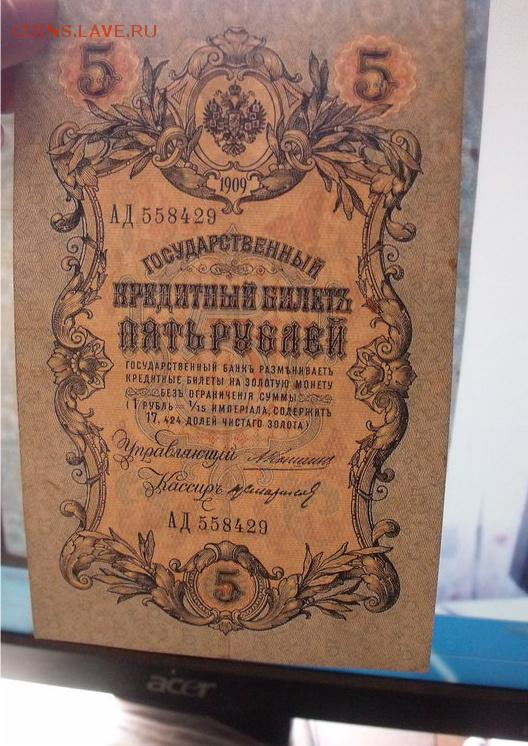 COINS.LAVE.RU
5 5
1909
АД 558429
ГОСУДАРСТВЕННЫЙ
КРЕДИТНЫЙ БИЛЕТЪ
ПЯТЬ РУБЛЕЙ
ГОСУДАРСТВЕННЫЙ БАНКЪ РАЗМѢНИВАЕТЪ
КРЕДИТНЫЕ БИЛЕТЫ НА ЗОЛОТУЮ МОНЕТУ
БЕЗЪ ОГРАНИЧЕНІЯ СУММЫ
(1 РУБЛЬ = 1/15 ИМПЕРІАЛА, СОДЕРЖИТЪ
17,424 ДОЛЕЙ ЧИСТАГО ЗОЛОТА)
Управляющій
Кассиръ
АД 558429
5
acer